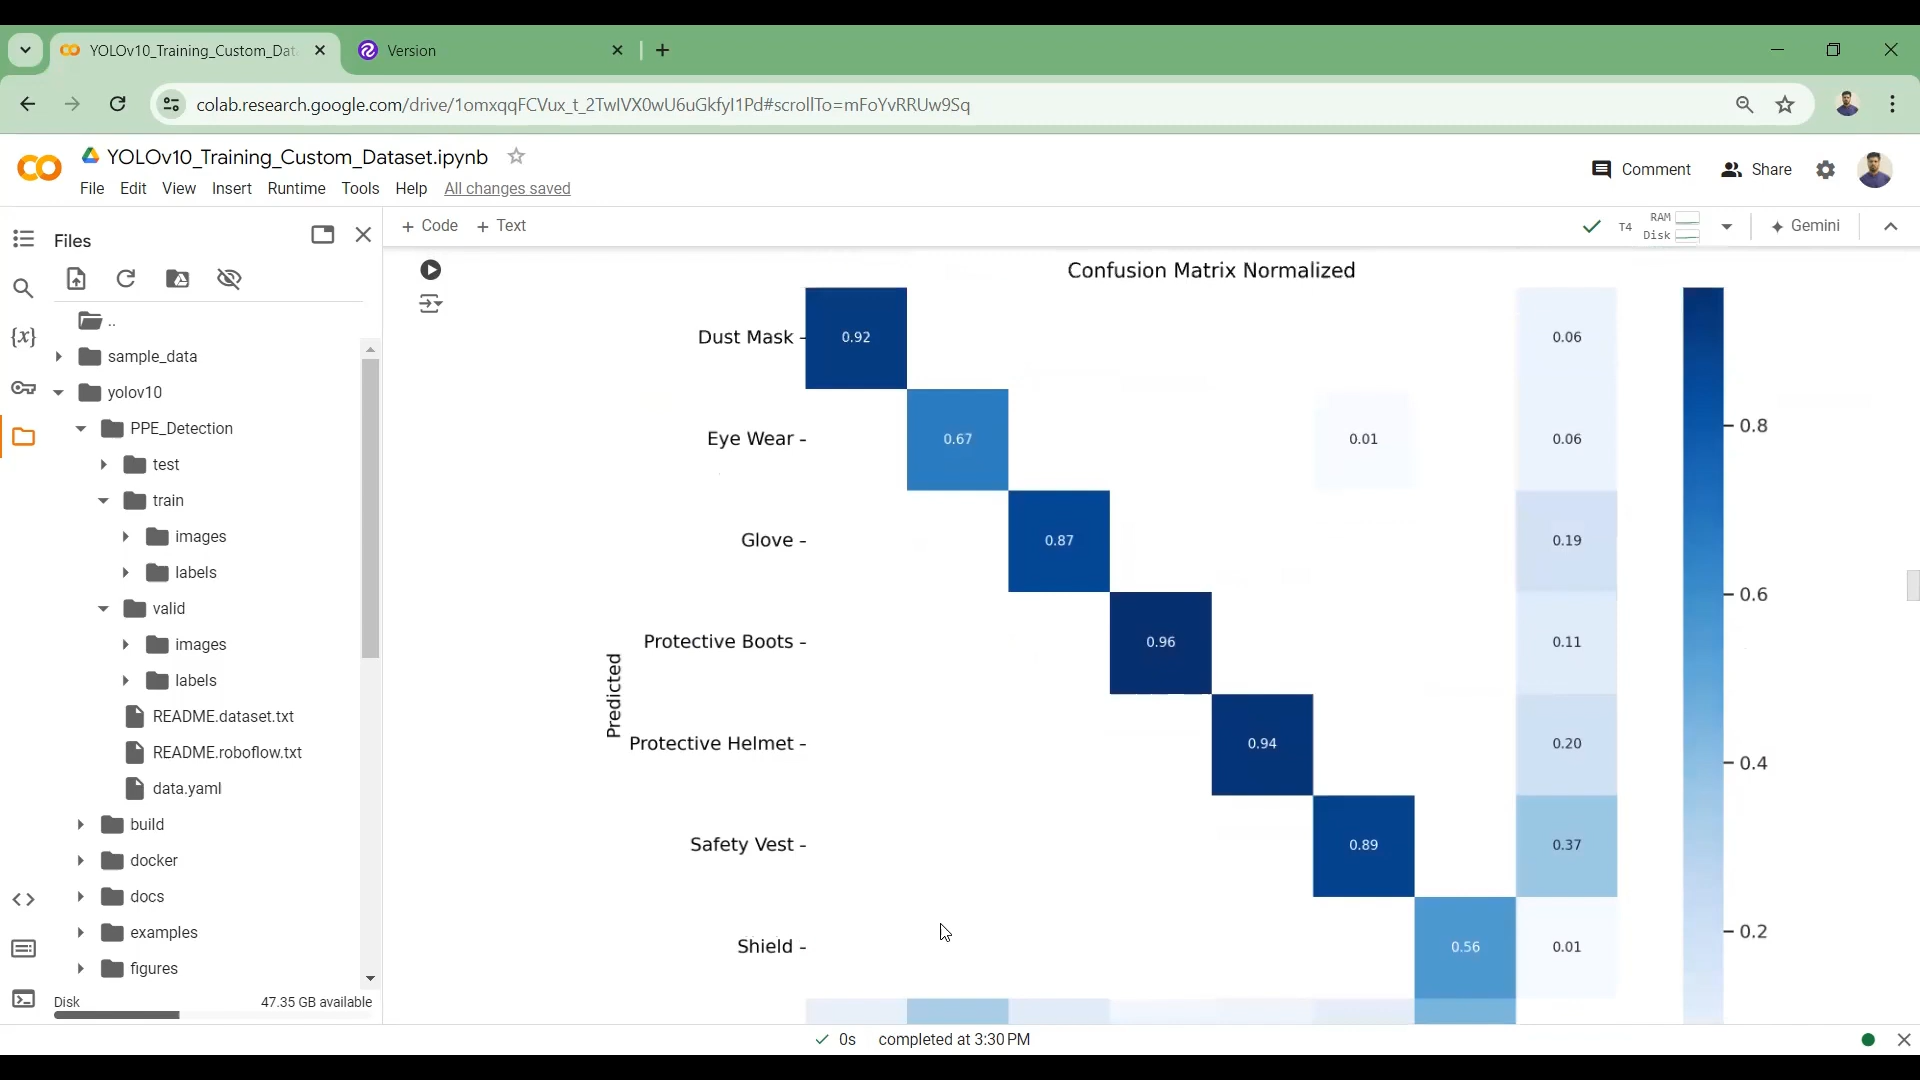 YOLOv10_Training_Custom_Dat
Version
colab.research.google.com/drive/1omxqqFCVux_t_2TwIVX0wU6uGkfyI1Pd#scrollTo=mFoYvRRUw9Sq
YOLOv10_Training_Custom_Dataset.ipynb
File Edit View Insert Runtime Tools Help All changes saved
Comment
Share
Files
+ Code + Text
T4
RAM
Disk
Gemini
..
sample_data
yolov10
PPE_Detection
test
train
images
labels
valid
images
labels
README.dataset.txt
README.roboflow.txt
data.yaml
build
docker
docs
examples
figures
Disk 47.35 GB available
Confusion Matrix Normalized
Dust Mask - 0.92 0.06
Eye Wear - 0.67 0.01 0.06
Glove - 0.87 0.19
Protective Boots - 0.96 0.11
Predicted
Protective Helmet - 0.94 0.20
Safety Vest - 0.89 0.37
Shield - 0.56 0.01
0.8
0.6
0.4
0.2
0s completed at 3:30 PM